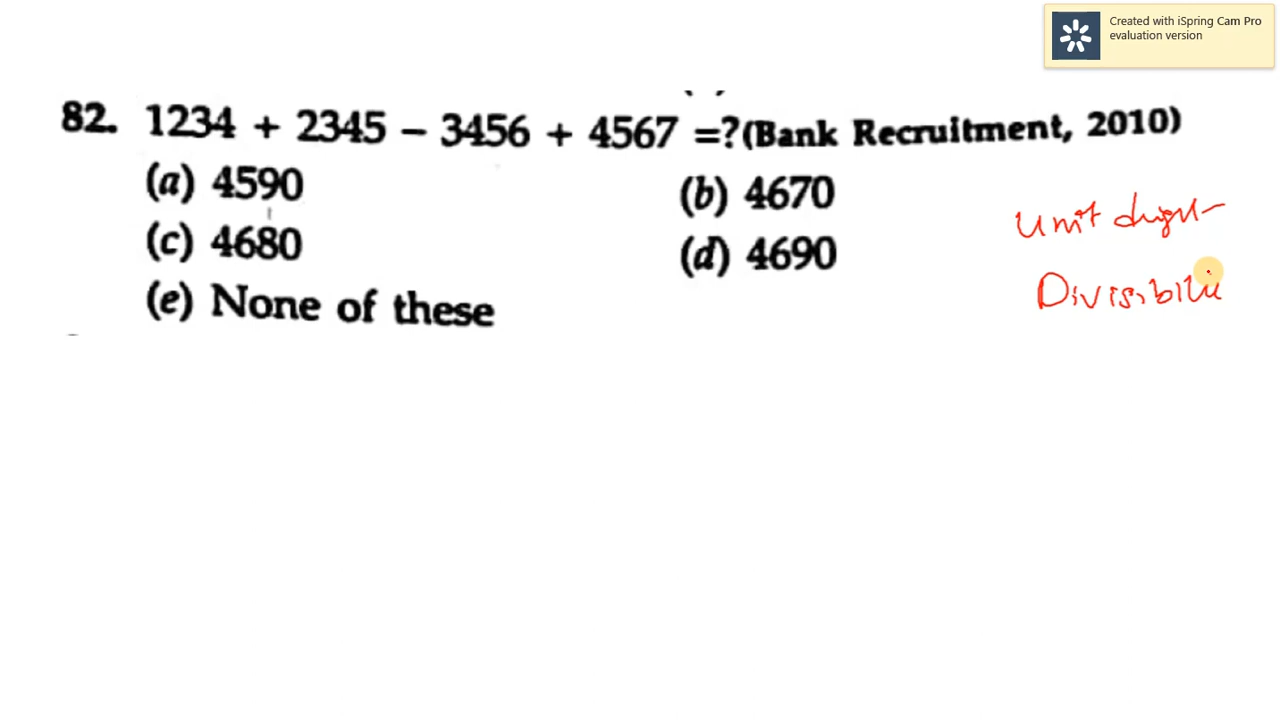 Created with iSpring Cam Pro
evaluation version
82. 1234 + 2345 − 3456 + 4567 =?(Bank Recruitment, 2010)
(a) 4590
(b) 4670
(c) 4680
(d) 4690
(e) None of these
unit digit
Divisibili